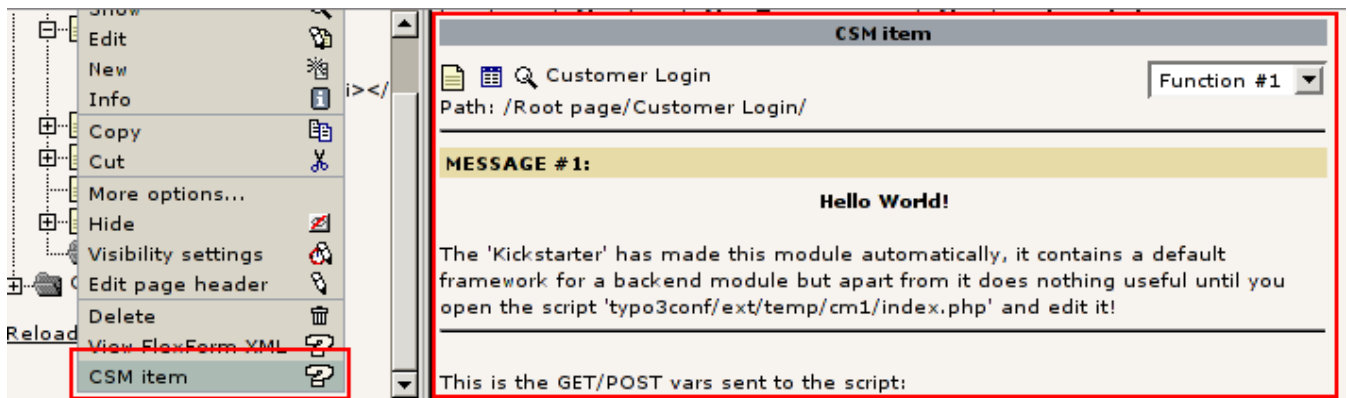 Show
Edit
New
Info
Copy
Cut
More options...
Hide
Visibility settings
Edit page header
Delete
View FlexForm XML
CSM item
i></
Reload
CSM item
Customer Login
Function #1
Path: /Root page/Customer Login/
MESSAGE #1:
Hello World!
The 'Kickstarter' has made this module automatically, it contains a default
framework for a backend module but apart from it does nothing useful until you
open the script 'typo3conf/ext/temp/cm1/index.php' and edit it!
This is the GET/POST vars sent to the script: